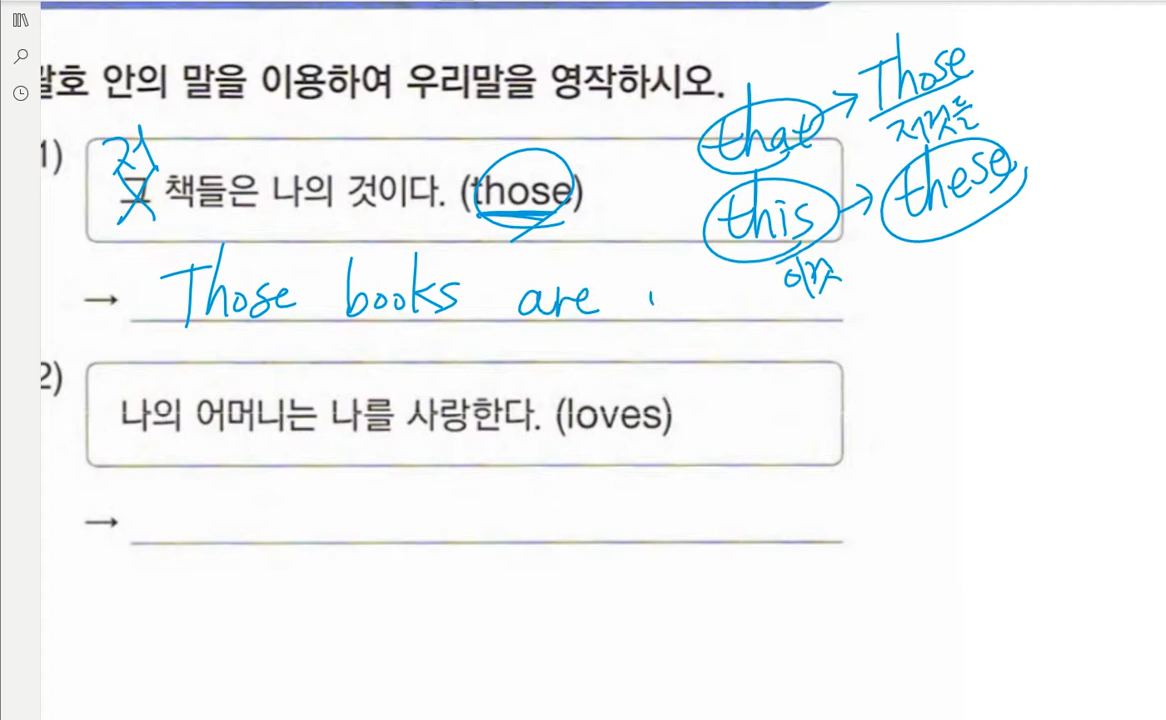 괄호 안의 말을 이용하여 우리말을 영작하시오.
that → Those
저것들
1) 그 책들은 나의 것이다. (those)
저
this → these
이것
→ Those books are
2) 나의 어머니는 나를 사랑한다. (loves)
→